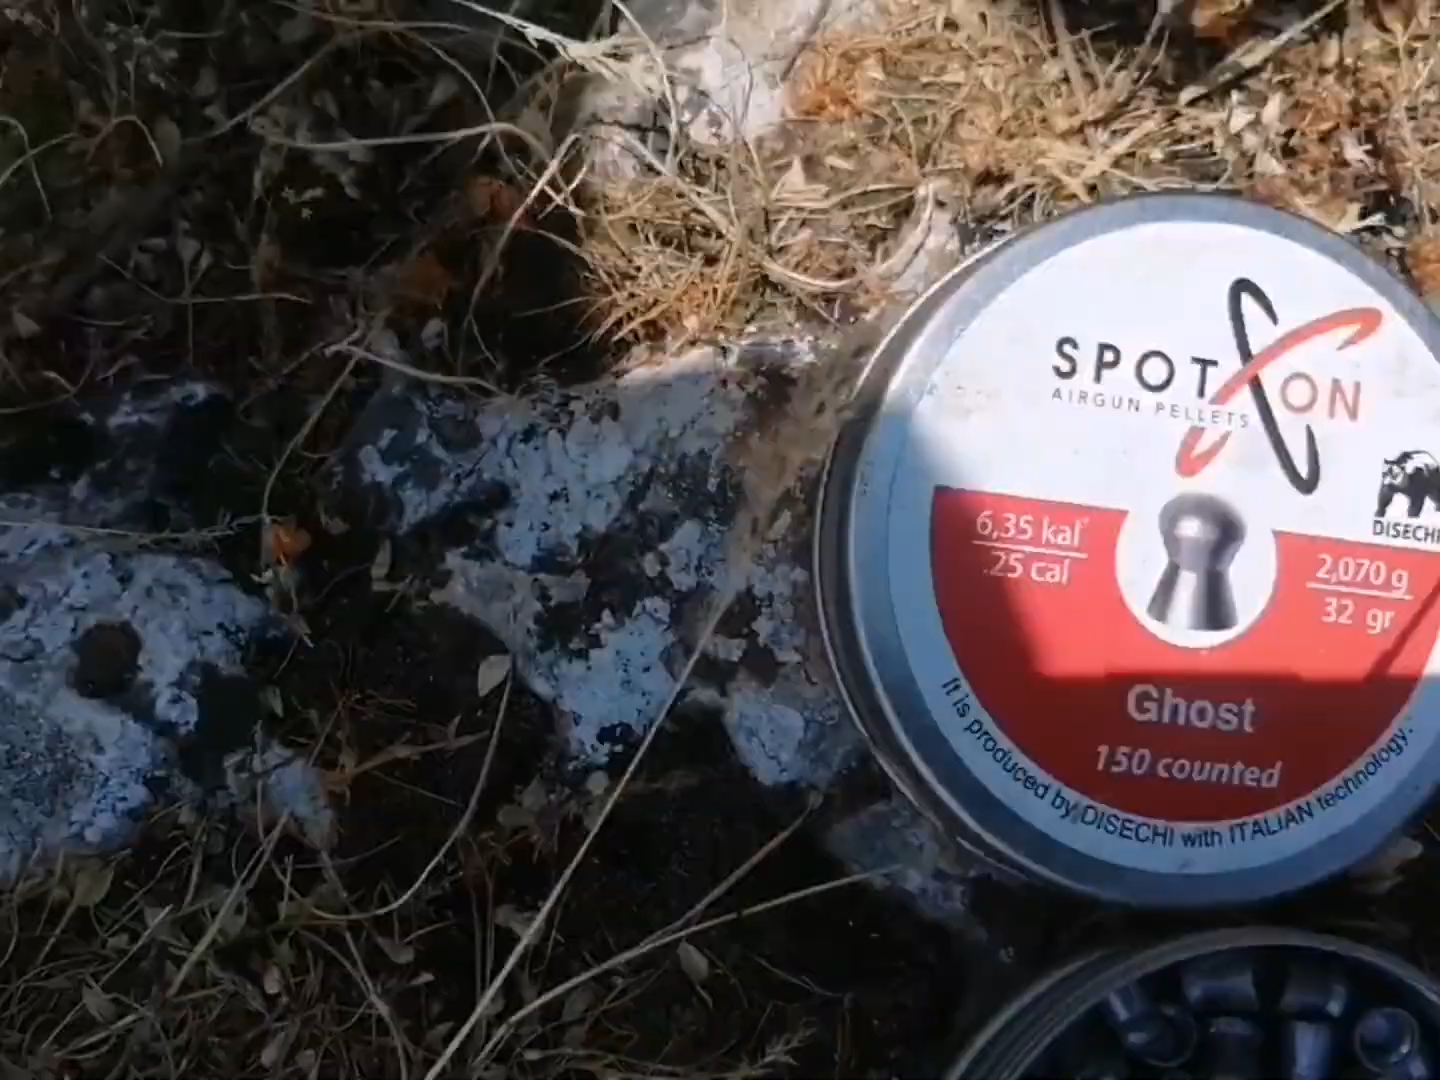 SPOT ON
AIRGUN PELLETS
DISECHI
6,35 kal
.25 cal
2,070 g
32 gr
Ghost
150 counted
It is produced by DISECHI with ITALIAN technology.